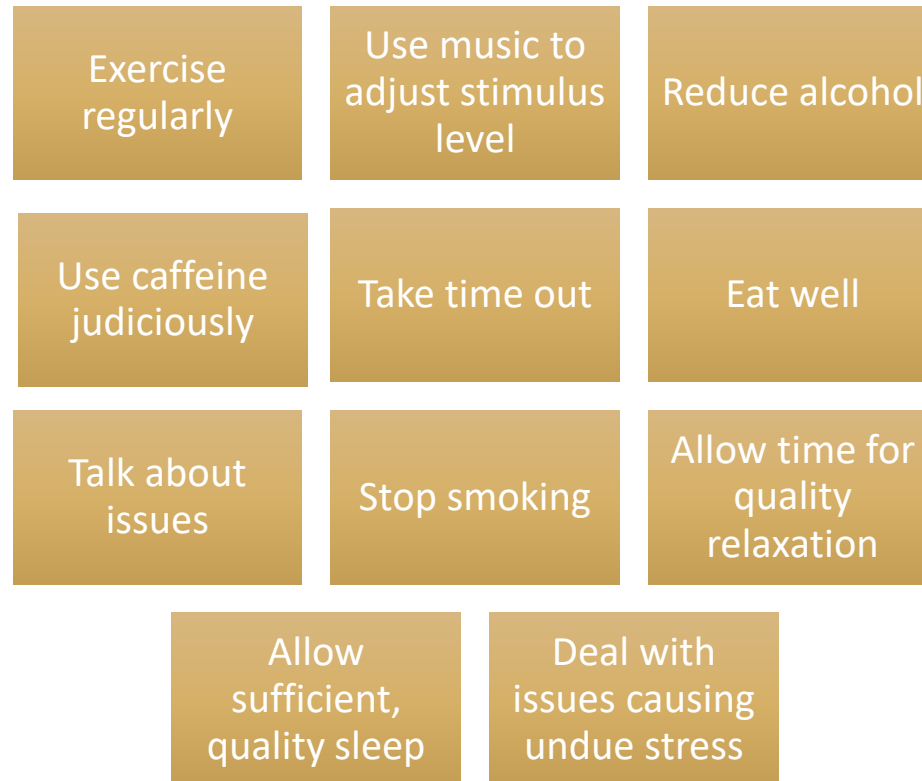 Exercise
regularly
Use music to
adjust stimulus
level
Reduce alcohol
Use caffeine
judiciously
Take time out
Eat well
Talk about
issues
Stop smoking
Allow time for
quality
relaxation
Allow
sufficient,
quality sleep
Deal with
issues causing
undue stress